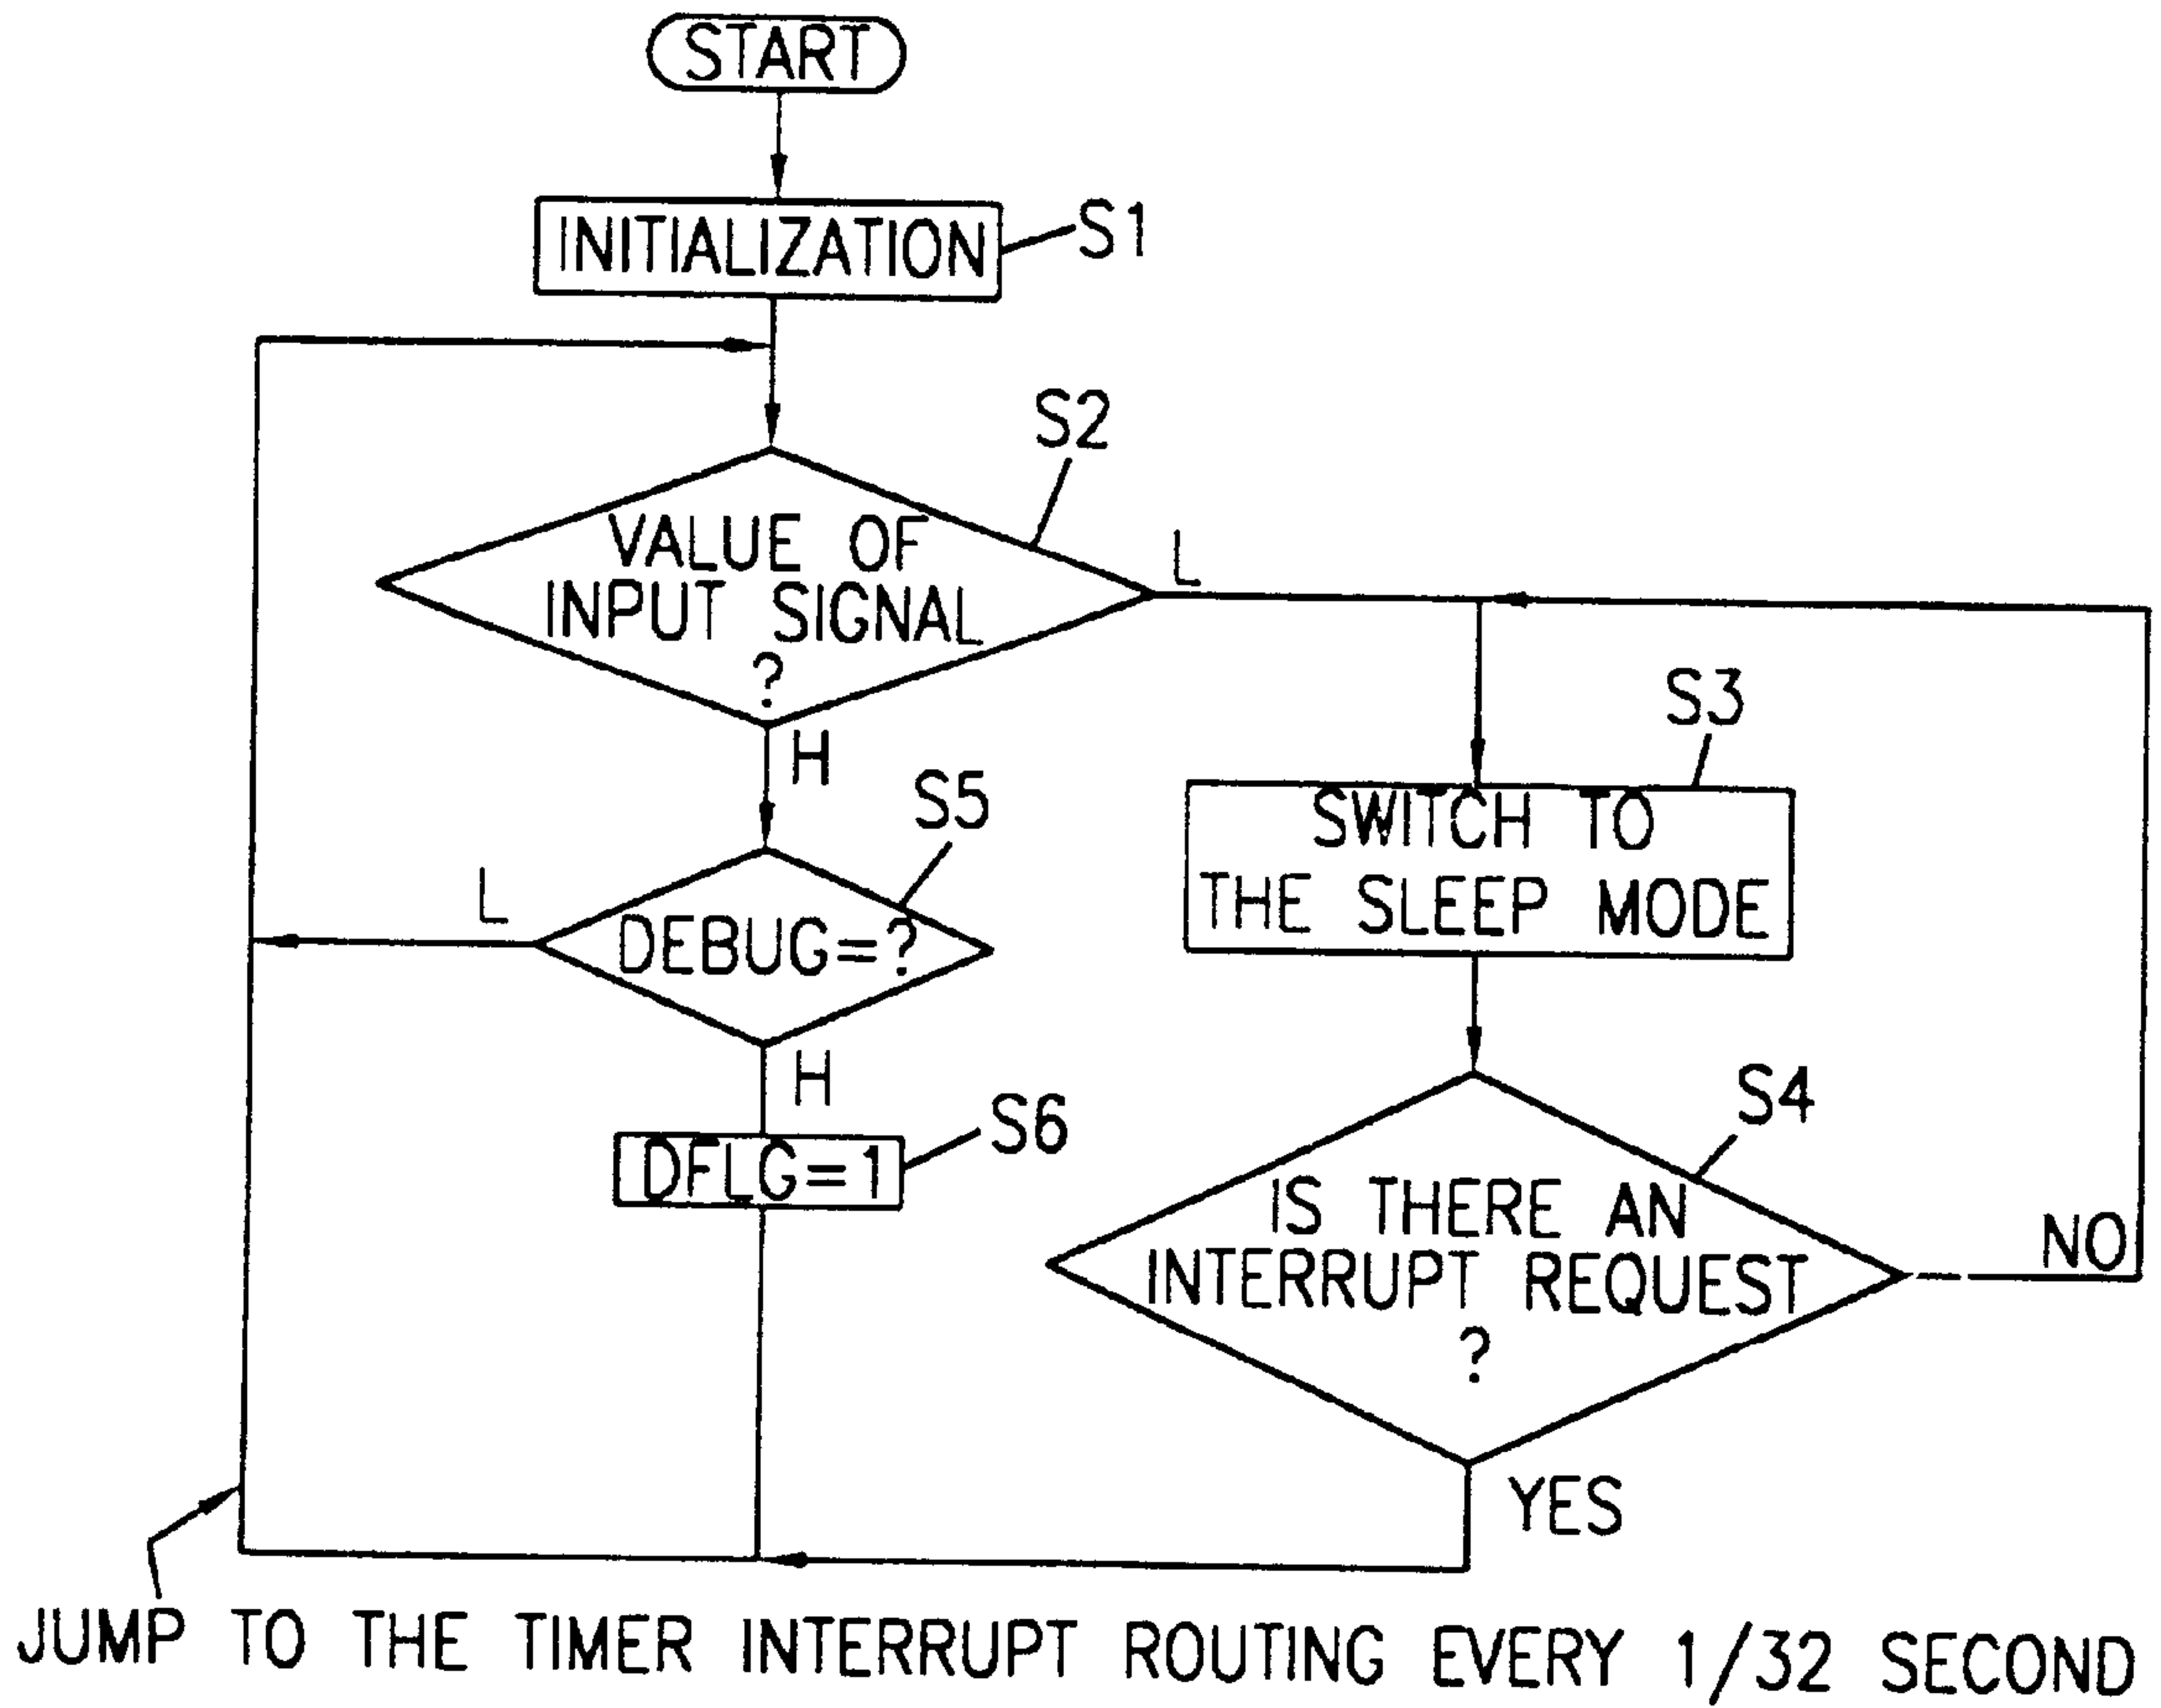 START
INITIALIZATION
S1
S2
VALUE OF
INPUT SIGNAL
?
L
H
S3
SWITCH TO
THE SLEEP MODE
S5
L
DEBUG=?
H
S6
DFLG=1
S4
IS THERE AN
INTERRUPT REQUEST
?
NO
YES
JUMP TO THE TIMER INTERRUPT ROUTING EVERY 1/32 SECOND